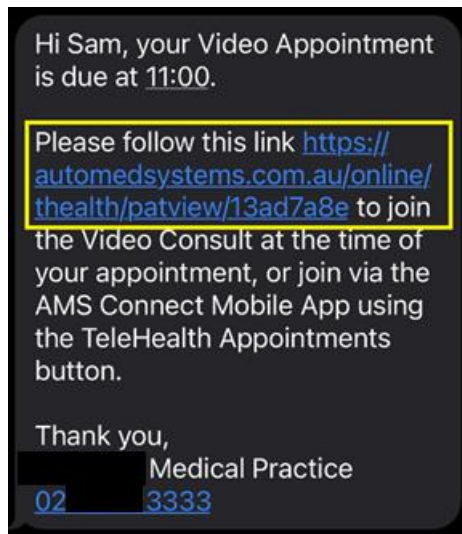 Hi Sam, your Video Appointment
is due at 11:00.
Please follow this link https://
automedsystems.com.au/online/
thealth/patview/13ad7a8e to join
the Video Consult at the time of
your appointment, or join via the
AMS Connect Mobile App using
the TeleHealth Appointments
button.
Thank you,
Medical Practice
02 3333